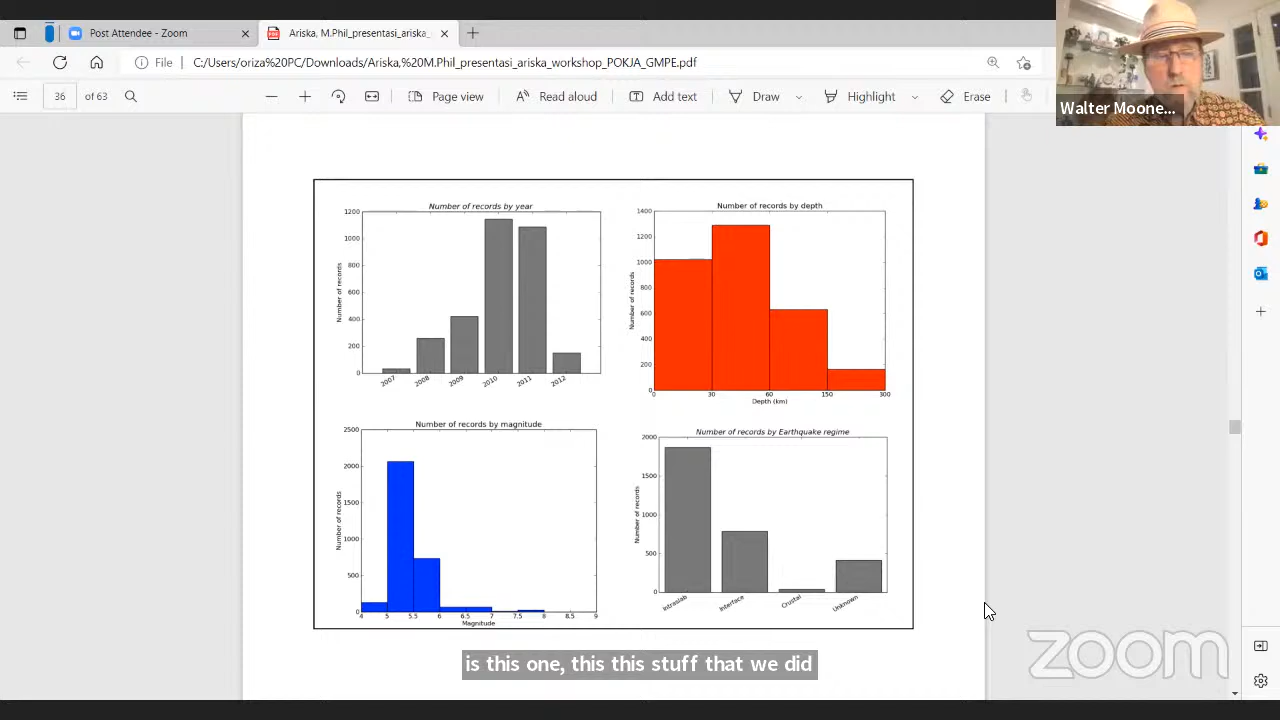 Post Attendee - Zoom
Ariska, M.Phil_presentasi_ariska_
File
C:/Users/oriza%20PC/Downloads/Ariska,%20M.Phil_presentasi_ariska_workshop_POKJA_GMPE.pdf
36 of 63
Page view
Read aloud
Add text
Draw
Highlight
Erase
Walter Moone...
Number of records by year
1200
1000
800
600
400
200
0
Number of records
2007 2008 2009 2010 2011 2012
Number of records by depth
1400
1200
1000
800
600
400
200
0
Number of records
0 30 60 150 300
Depth (km)
Number of records by magnitude
2500
2000
1500
1000
500
0
Number of records
4 5 5.5 6 6.5 7 7.5 8 8.5 9
Magnitude
Number of records by Earthquake regime
2000
1500
1000
500
0
Number of records
Intraslab Interface Crustal Unknown
is this one, this this stuff that we did
zoom